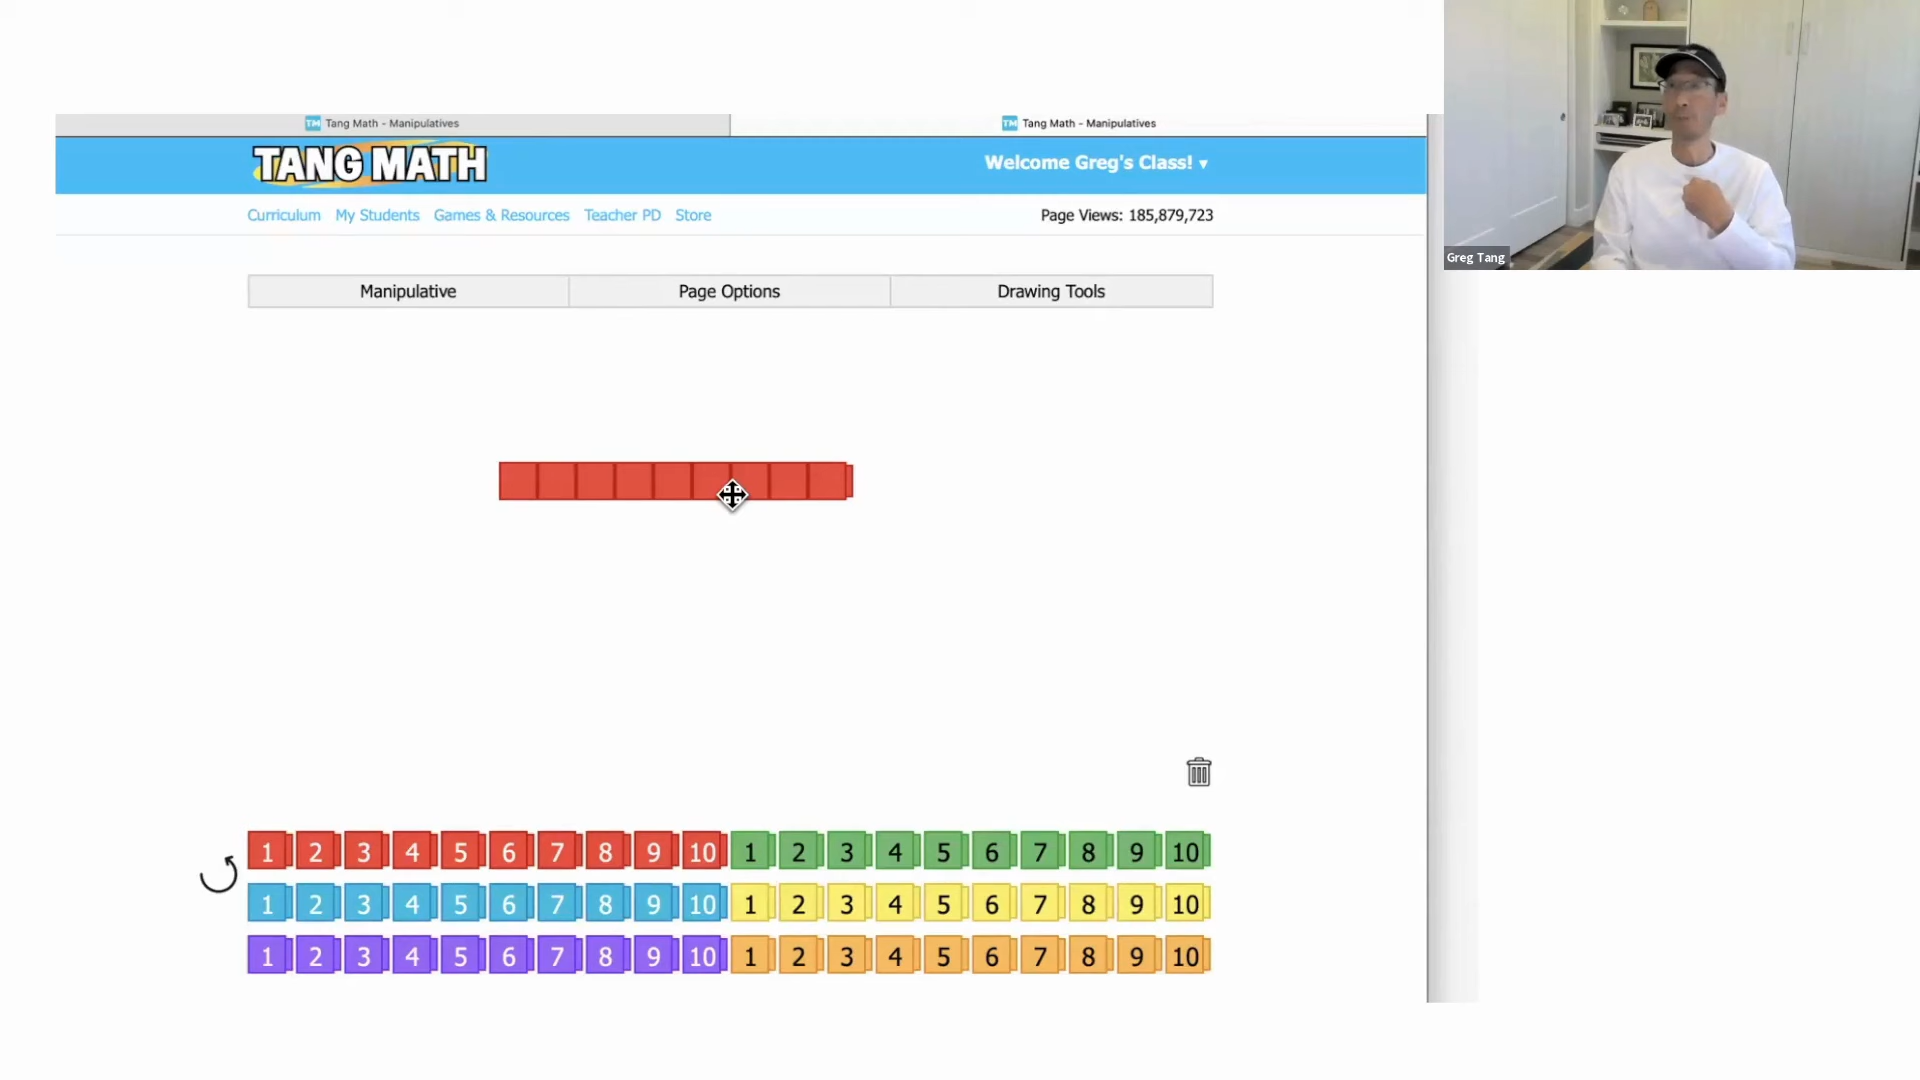 TM Tang Math - Manipulatives
TM Tang Math - Manipulatives
TANG MATH
Welcome Greg's Class! ▾
Curriculum My Students Games & Resources Teacher PD Store
Page Views: 185,879,723
Manipulative Page Options Drawing Tools
1 2 3 4 5 6 7 8 9 10 1 2 3 4 5 6 7 8 9 10
1 2 3 4 5 6 7 8 9 10 1 2 3 4 5 6 7 8 9 10
1 2 3 4 5 6 7 8 9 10 1 2 3 4 5 6 7 8 9 10
Greg Tang